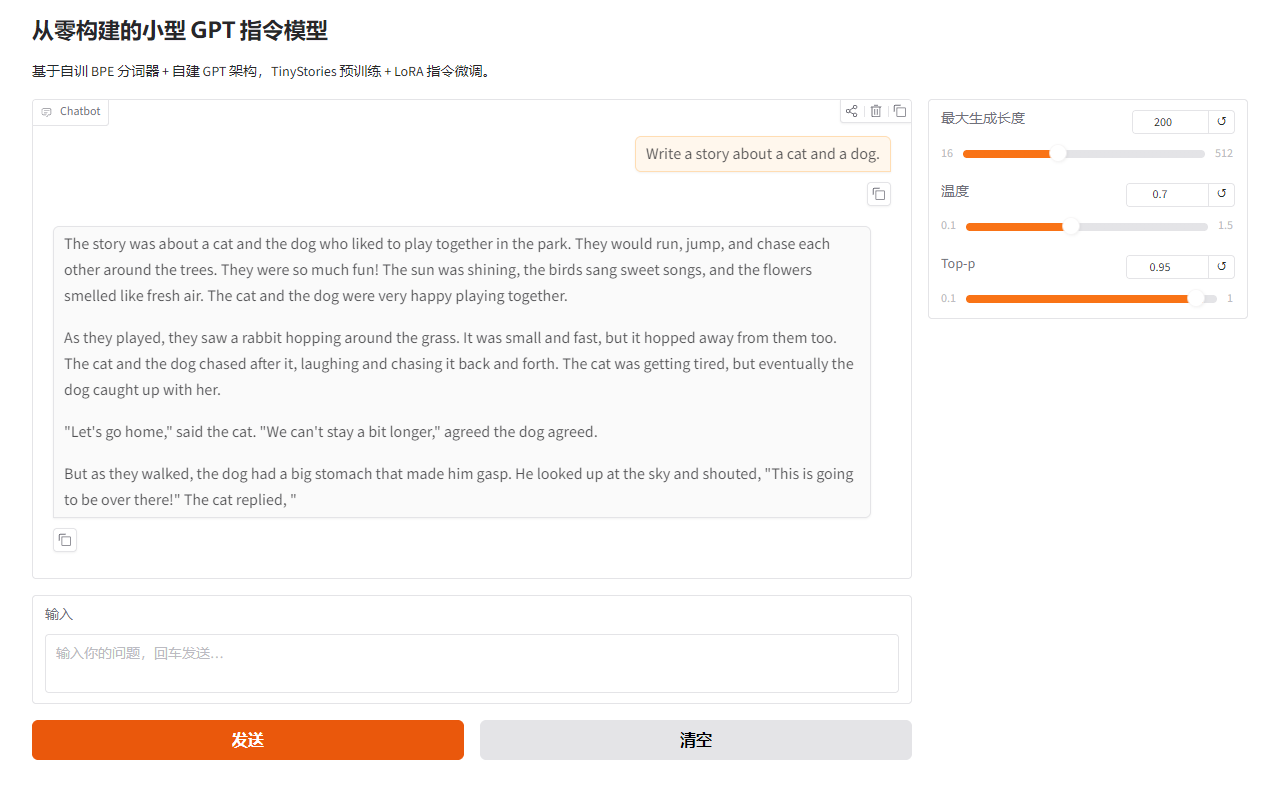 从零构建的小型 GPT 指令模型
基于自训 BPE 分词器 + 自建 GPT 架构，TinyStories 预训练 + LoRA 指令微调。
Chatbot
Write a story about a cat and a dog.
The story was about a cat and the dog who liked to play together in the park. They would run, jump, and chase each
other around the trees. They were so much fun! The sun was shining, the birds sang sweet songs, and the flowers
smelled like fresh air. The cat and the dog were very happy playing together.
As they played, they saw a rabbit hopping around the grass. It was small and fast, but it hopped away from them too.
The cat and the dog chased after it, laughing and chasing it back and forth. The cat was getting tired, but eventually the
dog caught up with her.
"Let's go home," said the cat. "We can't stay a bit longer," agreed the dog agreed.
But as they walked, the dog had a big stomach that made him gasp. He looked up at the sky and shouted, "This is going
to be over there!" The cat replied, "
输入
输入你的问题，回车发送...
发送
清空
最大生成长度
200
↺
16
512
温度
0.7
↺
0.1
1.5
Top-p
0.95
↺
0.1
1